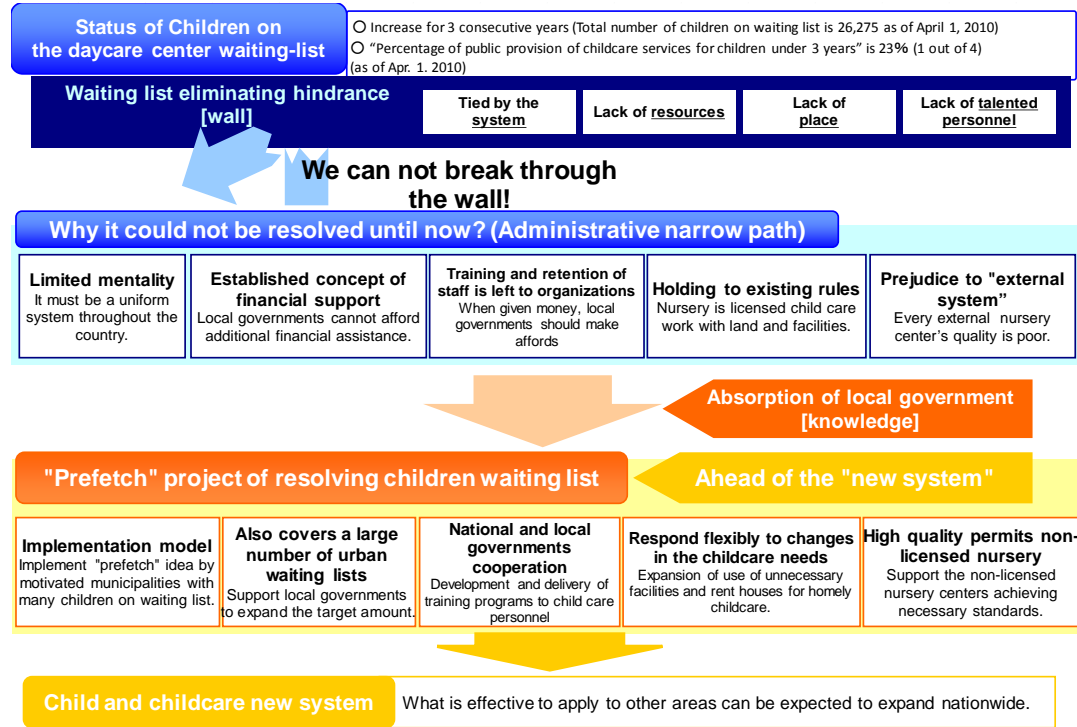 Status of Children on
the daycare center waiting-list
○ Increase for 3 consecutive years (Total number of children on waiting list is 26,275 as of April 1, 2010)
○ “Percentage of public provision of childcare services for children under 3 years” is 23% (1 out of 4)
(as of Apr. 1. 2010)
Waiting list eliminating hindrance
[wall]
Tied by the
system
Lack of resources
Lack of
place
Lack of talented
personnel
We can not break through
the wall!
Why it could not be resolved until now? (Administrative narrow path)
Limited mentality
It must be a uniform
system throughout the
country.
Established concept of
financial support
Local governments cannot afford
additional financial assistance.
Training and retention of
staff is left to organizations
When given money, local
governments should make
affords
Holding to existing rules
Nursery is licensed child care
work with land and facilities.
Prejudice to "external
system”
Every external nursery
center's quality is poor.
Absorption of local government
[knowledge]
"Prefetch" project of resolving children waiting list
Ahead of the "new system"
Implementation model
Implement "prefetch" idea by
motivated municipalities with
many children on waiting list.
Also covers a large
number of urban
waiting lists
Support local governments
to expand the target amount.
National and local
governments
cooperation
Development and delivery of
training programs to child care
personnel
Respond flexibly to changes
in the childcare needs
Expansion of use of unnecessary
facilities and rent houses for homely
childcare.
High quality permits non-
licensed nursery
Support the non-licensed
nursery centers achieving
necessary standards.
Child and childcare new system
What is effective to apply to other areas can be expected to expand nationwide.